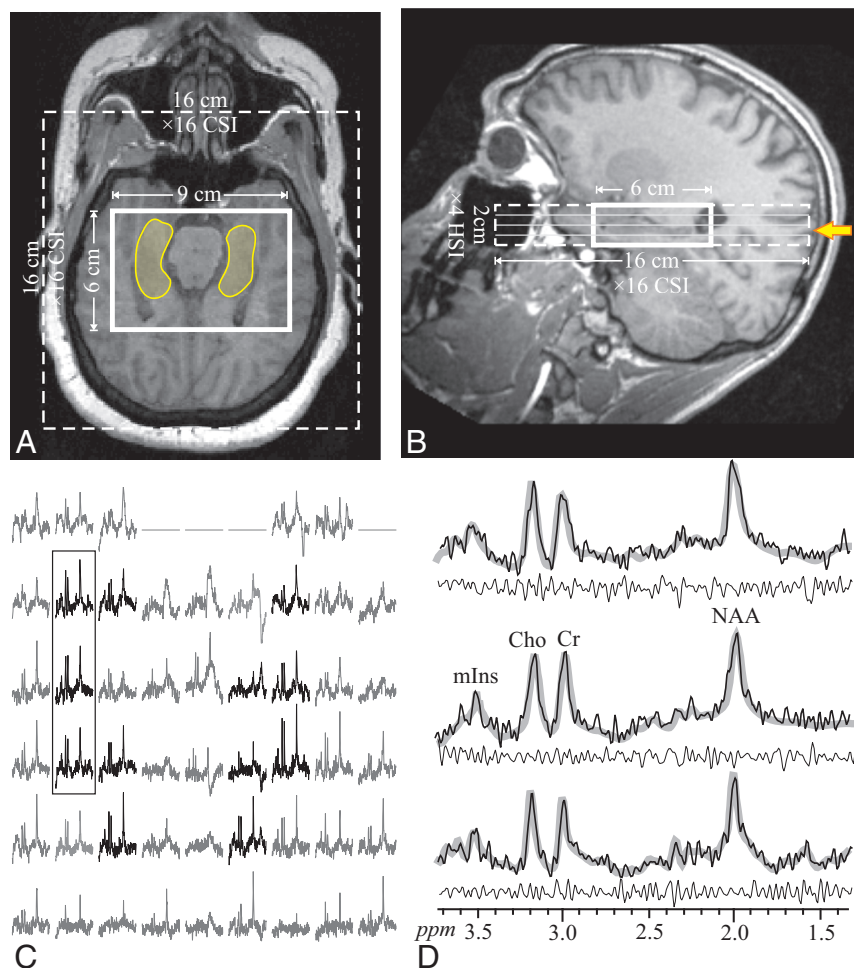 16 cm
×16 CSI
9 cm
6 cm
16 cm
×16 CSI
A
6 cm
2cm
×4 HSI
16 cm
×16 CSI
B
C
mIns
Cho
Cr
NAA
ppm 3.5 3.0 2.5 2.0 1.5
D